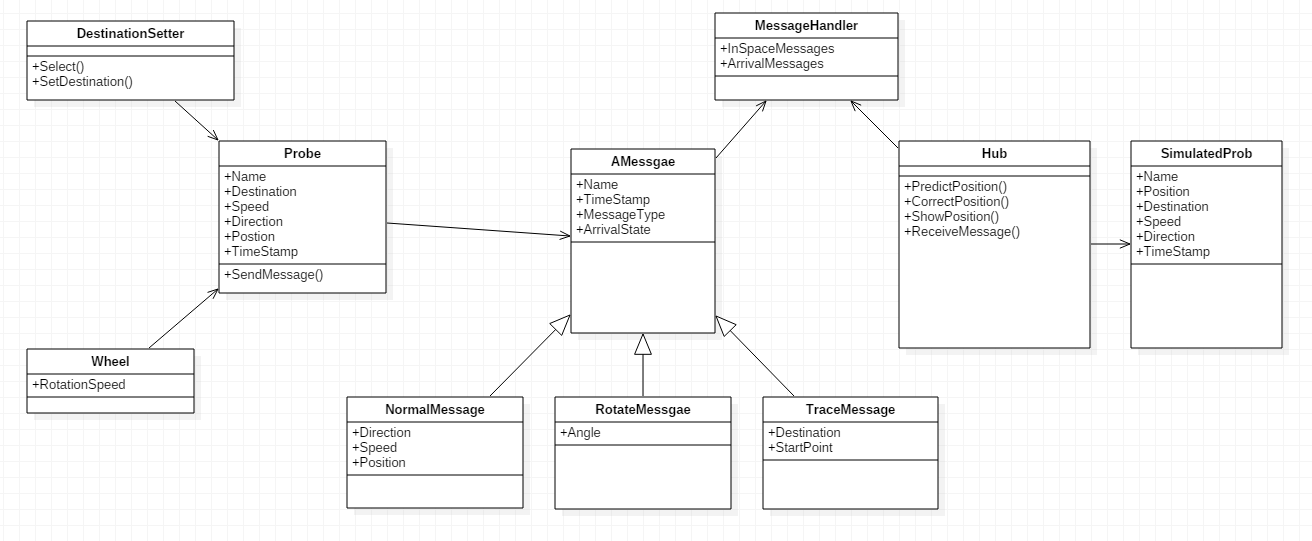 DestinationSetter
+Select()
+SetDestination()
MessageHandler
+InSpaceMessages
+ArrivalMessages
Probe
+Name
+Destination
+Speed
+Direction
+Postion
+TimeStamp
+SendMessage()
AMessgae
+Name
+TimeStamp
+MessageType
+ArrivalState
Hub
+PredictPosition()
+CorrectPosition()
+ShowPosition()
+ReceiveMessage()
SimulatedProb
+Name
+Position
+Destination
+Speed
+Direction
+TimeStamp
Wheel
+RotationSpeed
NormalMessage
+Direction
+Speed
+Position
RotateMessgae
+Angle
TraceMessage
+Destination
+StartPoint